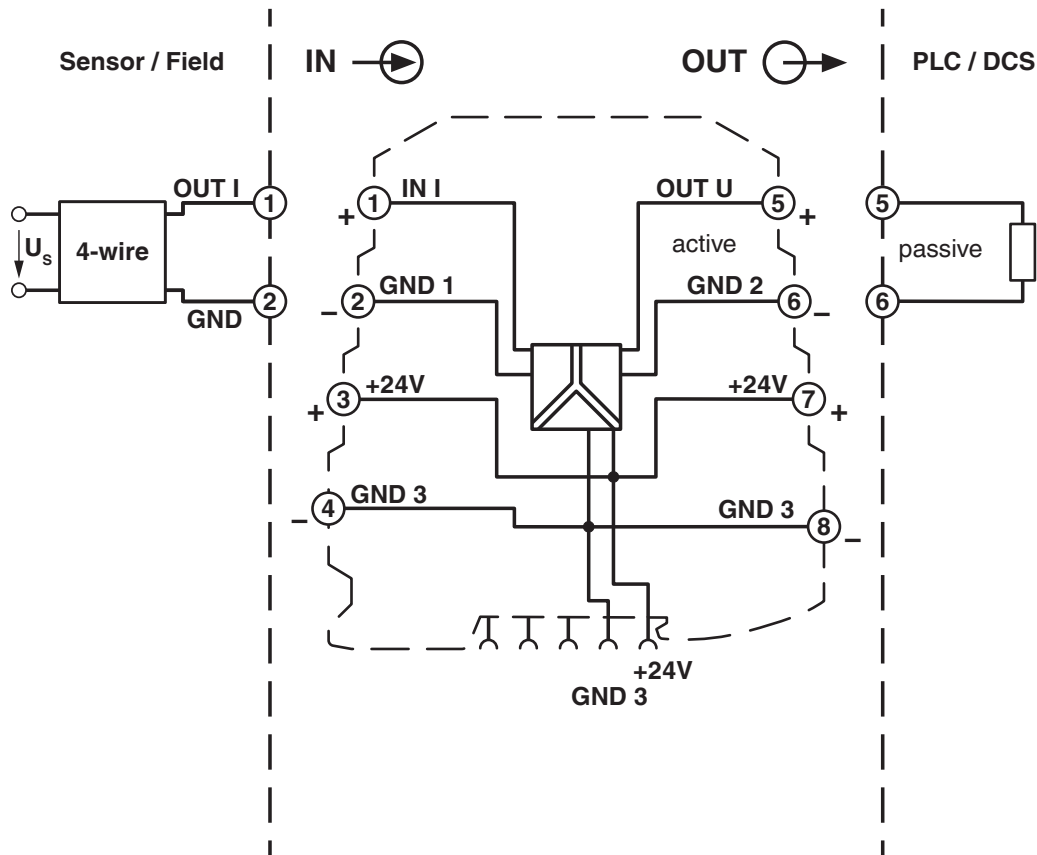 Sensor / Field
IN
OUT
PLC / DCS
OUT I
1
U
s
4-wire
2
GND
1
IN I
+
OUT U
5
+
active
2
GND 1
–
GND 2
6
–
3
+24V
+
+24V
7
+
4
GND 3
–
GND 3
8
–
+24V
GND 3
5
passive
6